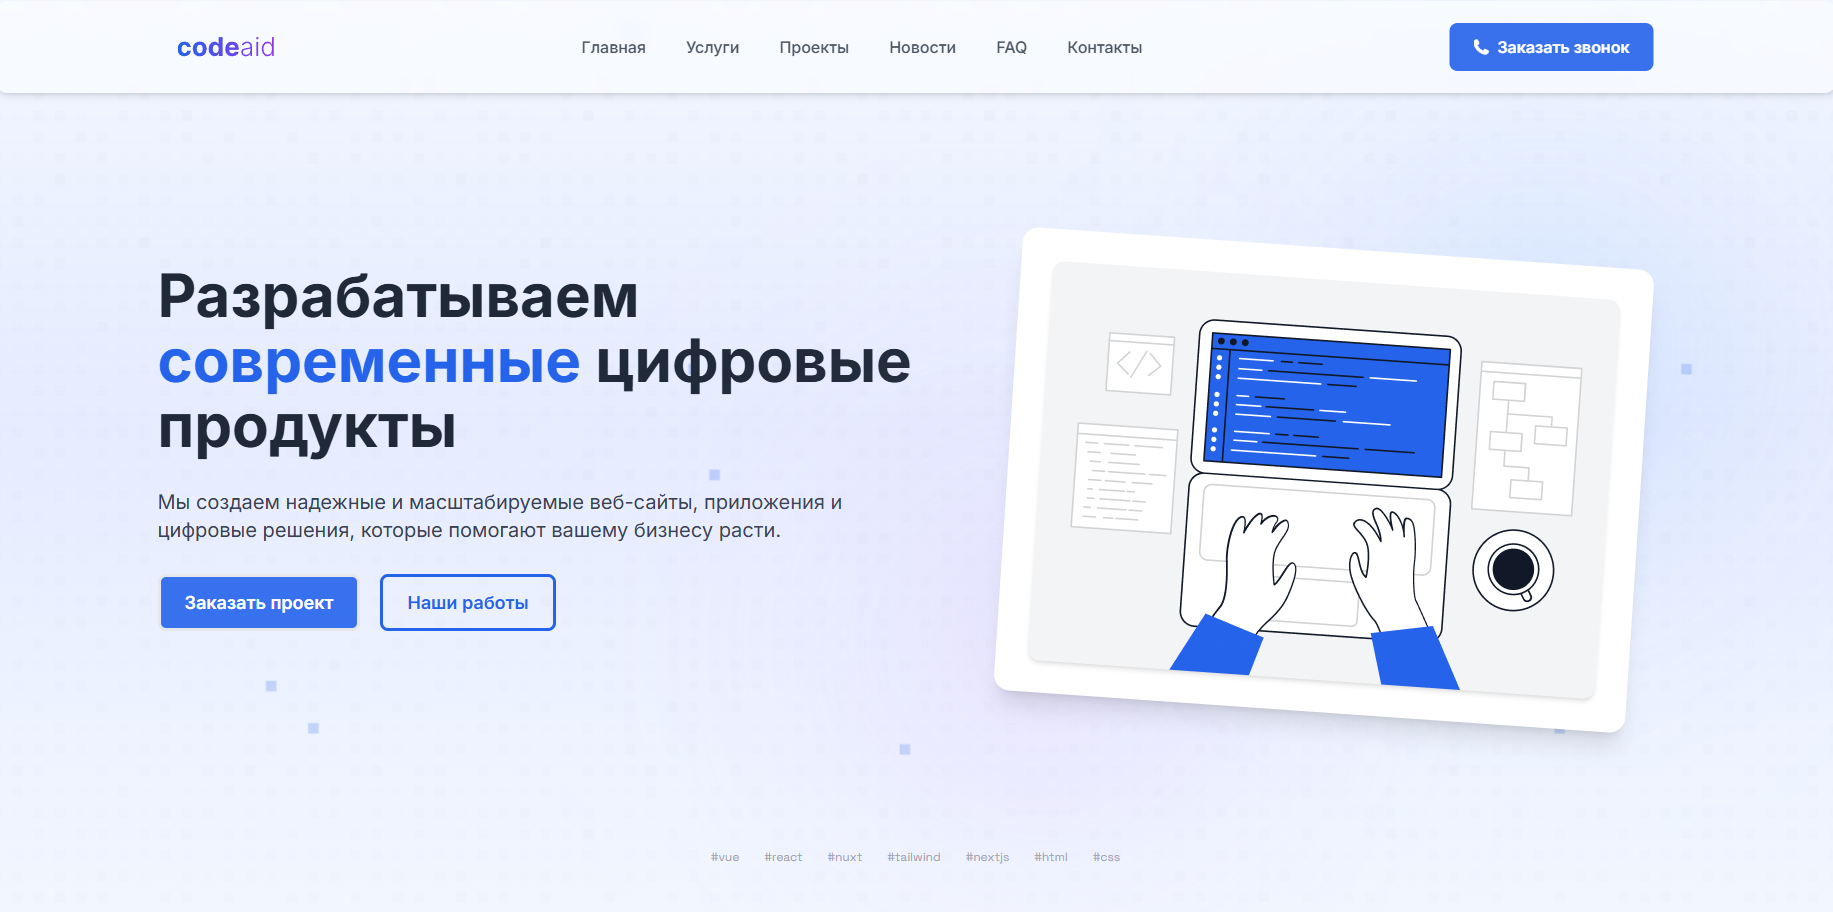 codeaid
Главная
Услуги
Проекты
Новости
FAQ
Контакты
Заказать звонок
Разрабатываем
современные цифровые
продукты
Мы создаем надежные и масштабируемые веб-сайты, приложения и
цифровые решения, которые помогают вашему бизнесу расти.
Заказать проект
Наши работы
</>
#vue
#react
#nuxt
#tailwind
#nextjs
#html
#css